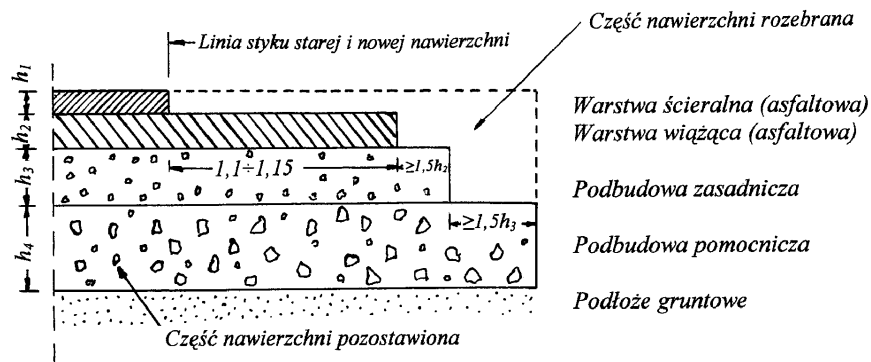 Linia styku starej i nowej nawierzchni
Część nawierzchni rozebrana
h1
h2
h3
h4
Warstwa ścieralna (asfaltowa)
Warstwa wiążąca (asfaltowa)
1,1÷1,15
≥1,5h2
Podbudowa zasadnicza
≥1,5h3
Podbudowa pomocnicza
Podłoże gruntowe
Część nawierzchni pozostawiona